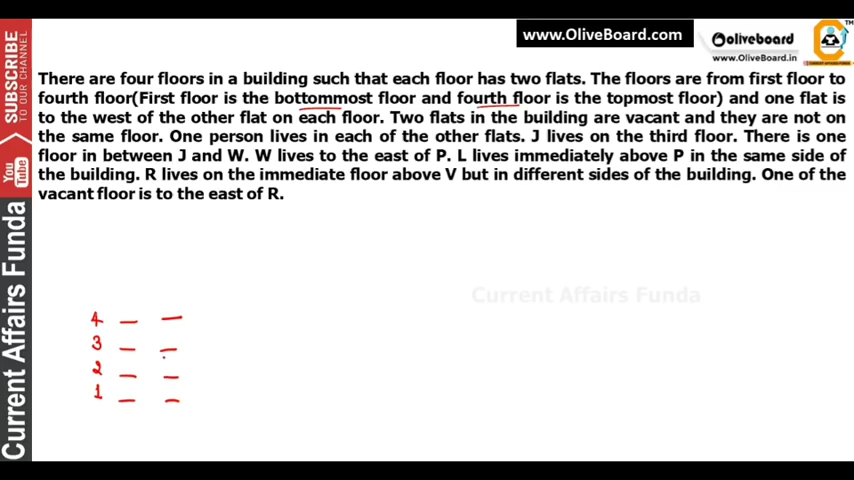 www.OliveBoard.com
oliveboard
www.OliveBoard.in
SUBSCRIBE
TO OUR CHANNEL
You
Tube
Current Affairs Funda
There are four floors in a building such that each floor has two flats. The floors are from first floor to
fourth floor(First floor is the bottommost floor and fourth floor is the topmost floor) and one flat is
to the west of the other flat on each floor. Two flats in the building are vacant and they are not on
the same floor. One person lives in each of the other flats. J lives on the third floor. There is one
floor in between J and W. W lives to the east of P. L lives immediately above P in the same side of
the building. R lives on the immediate floor above V but in different sides of the building. One of the
vacant floor is to the east of R.
Current Affairs Funda
4
3
2
1